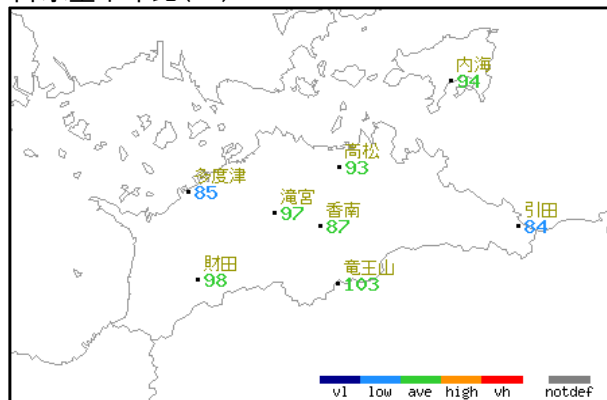 内海
94
高松
93
多度津
85
滝宮
97
香南
87
引田
84
財田
98
竜王山
103
vl low ave high vh notdef